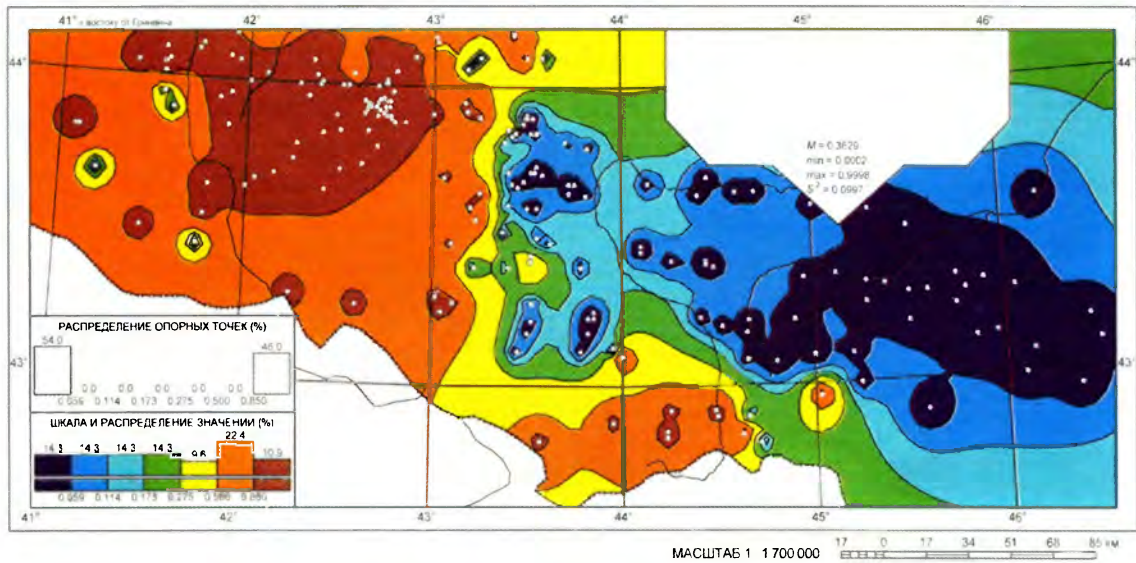 41° к востоку от Гринвича 42° 43° 44° 45° 46°
44° 44°
M = 0.3629
min = 0.0002
max = 0.9998
S² = 0.0997
РАСПРЕДЕЛЕНИЕ ОПОРНЫХ ТОЧЕК (%)
54.0 46.0
0.0 0.0 0.0 0.0 0.0
0.059 0.114 0.173 0.275 0.500 0.850
43° 43°
ШКАЛА И РАСПРЕДЕЛЕНИЕ ЗНАЧЕНИЙ (%)
14.3 14.3 14.3 14.3 9.6 22.4 10.9
0.059 0.114 0.173 0.275 0.500 0.850
41° 42° 43° 44° 45° 46°
МАСШТАБ 1 1 700 000 17 0 17 34 51 68 85 км